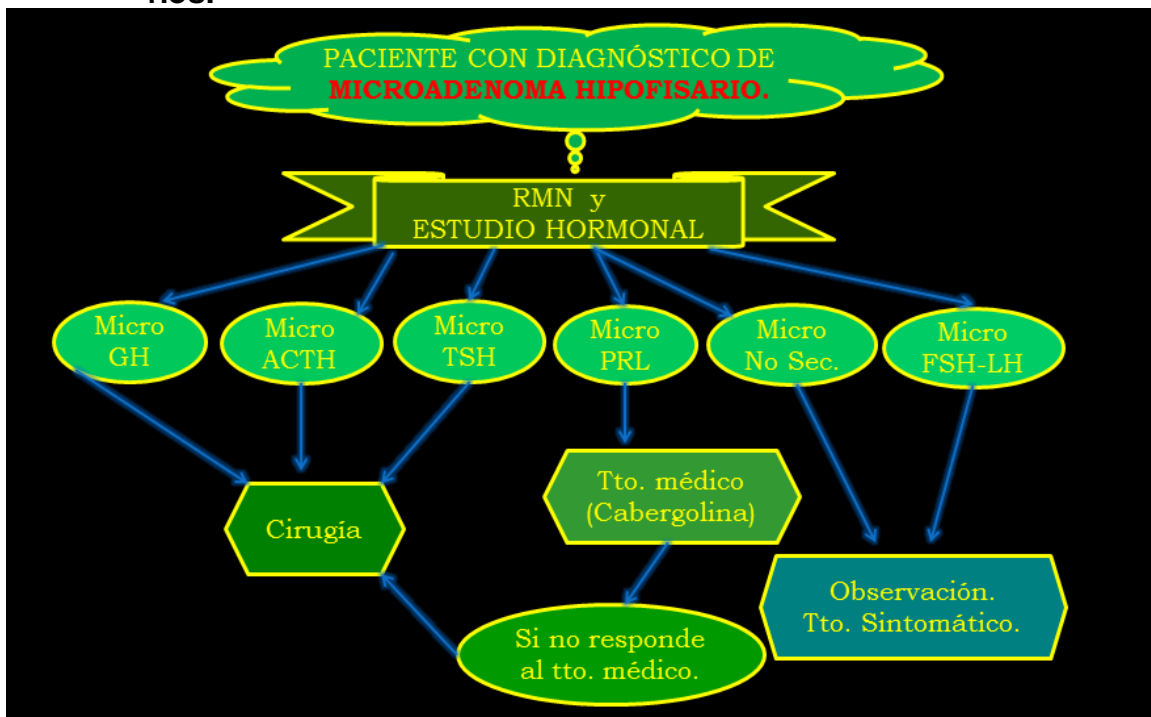 PACIENTE CON DIAGNÓSTICO DE
MICROADENOMA HIPOFISARIO.
RMN y
ESTUDIO HORMONAL
Micro
GH
Micro
ACTH
Micro
TSH
Micro
PRL
Micro
No Sec.
Micro
FSH-LH
Cirugía
Tto. médico
(Cabergolina)
Si no responde
al tto. médico.
Observación.
Tto. Sintomático.